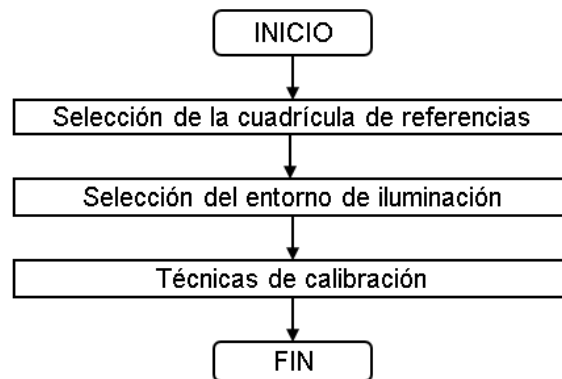 INICIO
Selección de la cuadrícula de referencias
Selección del entorno de iluminación
Técnicas de calibración
FIN